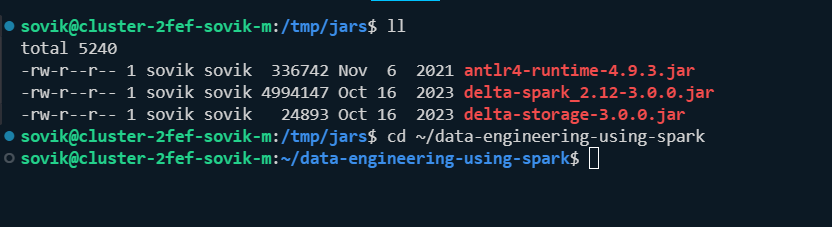 sovik@cluster-2fef-sovik-m:/tmp/jars$ ll
total 5240
-rw-r--r-- 1 sovik sovik  336742 Nov  6  2021 antlr4-runtime-4.9.3.jar
-rw-r--r-- 1 sovik sovik 4994147 Oct 16  2023 delta-spark_2.12-3.0.0.jar
-rw-r--r-- 1 sovik sovik   24893 Oct 16  2023 delta-storage-3.0.0.jar
sovik@cluster-2fef-sovik-m:/tmp/jars$ cd ~/data-engineering-using-spark
sovik@cluster-2fef-sovik-m:~/data-engineering-using-spark$